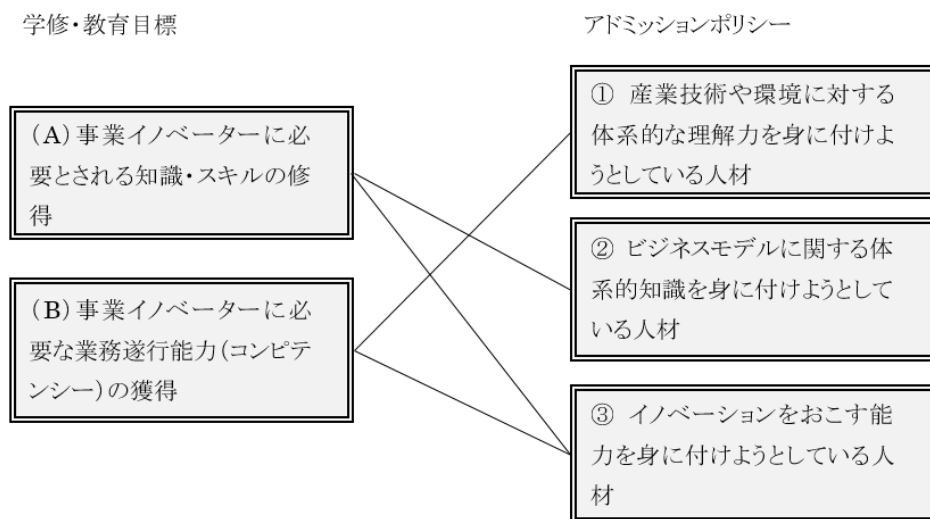 学修・教育目標
アドミッションポリシー
(A)事業イノベーターに必
要とされる知識・スキルの修
得
(B)事業イノベーターに必
要な業務遂行能力(コンピテ
ンシー)の獲得
① 産業技術や環境に対する
体系的な理解力を身に付けよ
うとしている人材
② ビジネスモデルに関する体
系的知識を身に付けようとして
いる人材
③ イノベーションをおこす能
力を身に付けようとしている人
材